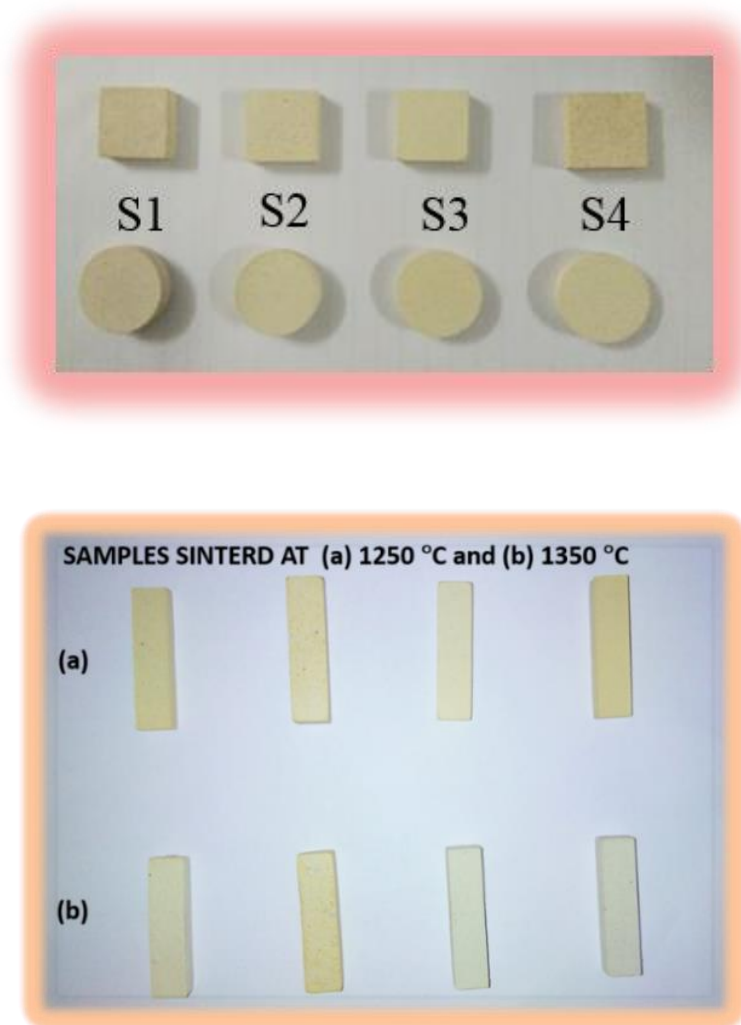 S1 S2 S3 S4
SAMPLES SINTERD AT (a) 1250 °C and (b) 1350 °C
(a)
(b)